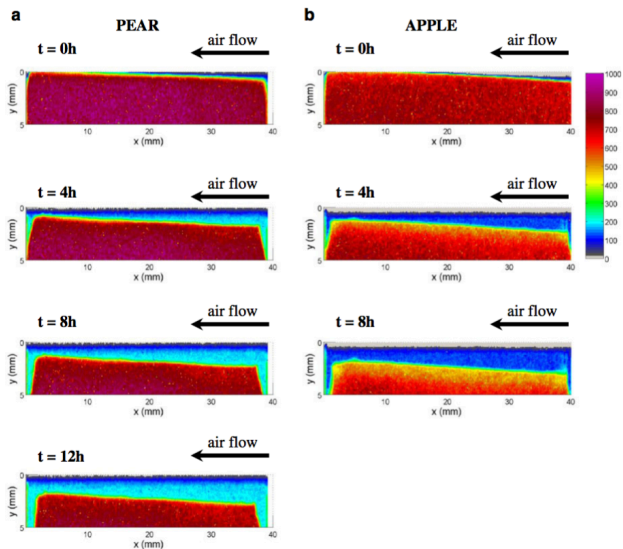 a PEAR
t = 0h air flow
y (mm)
0
5
10 20 30 40
x (mm)
t = 4h air flow
y (mm)
0
5
10 20 30 40
x (mm)
t = 8h air flow
y (mm)
0
5
10 20 30 40
x (mm)
t = 12h air flow
y (mm)
0
5
10 20 30 40
x (mm)
b APPLE
t = 0h air flow
y (mm)
0
5
10 20 30 40
x (mm)
t = 4h air flow
y (mm)
0
5
10 20 30 40
x (mm)
t = 8h air flow
y (mm)
0
5
10 20 30 40
x (mm)
1000
900
800
700
600
500
400
300
200
100
0